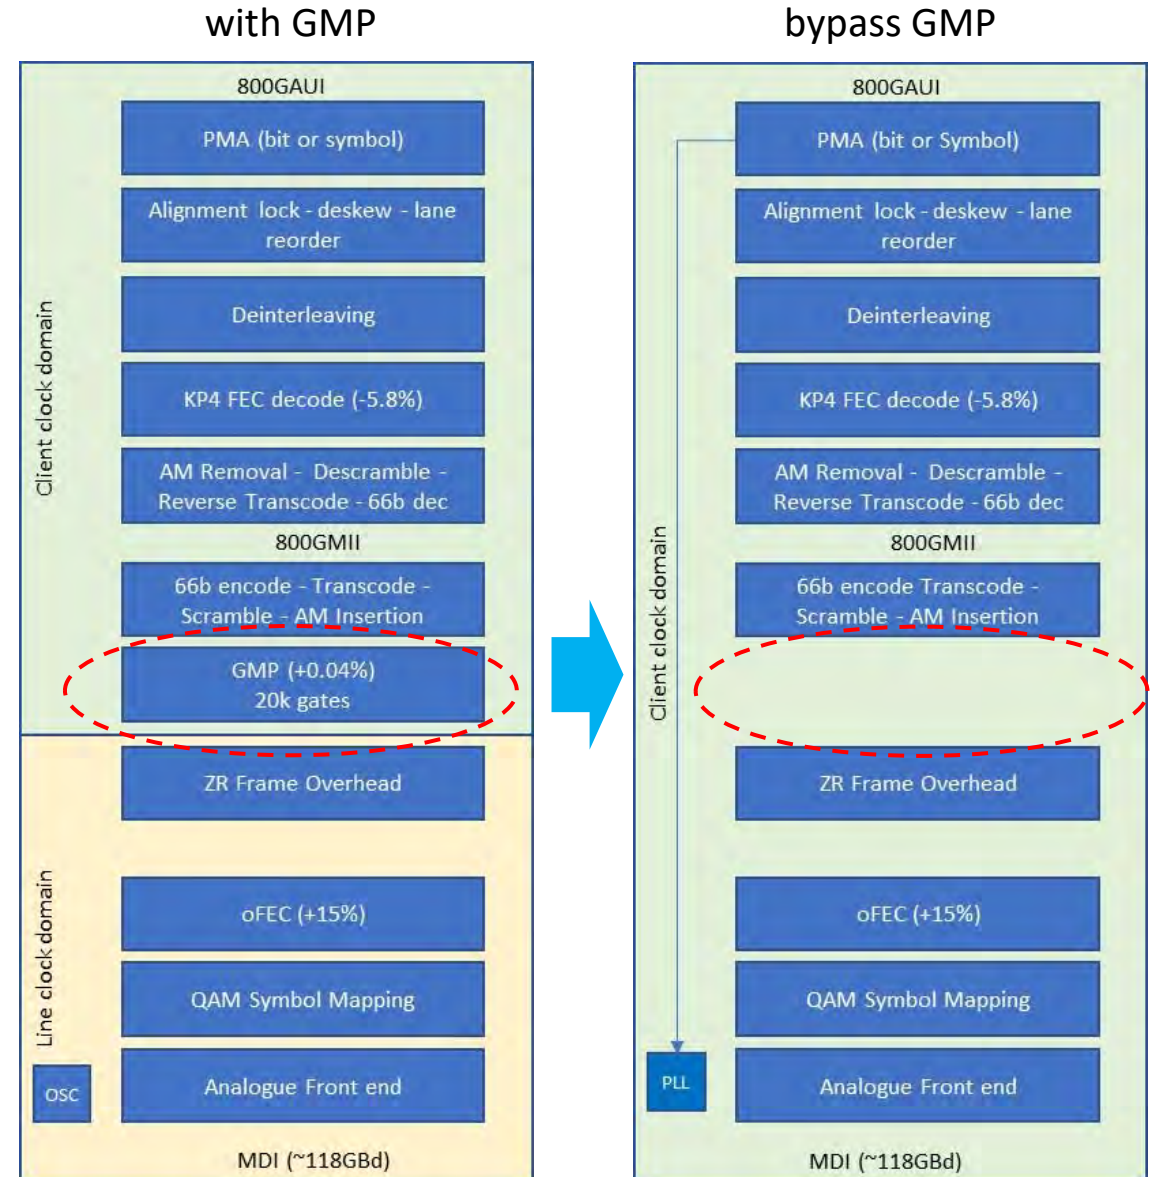 with GMP
800GAUI
PMA (bit or symbol)
Alignment lock - deskew - lane
reorder
Deinterleaving
KP4 FEC decode (-5.8%)
AM Removal - Descramble -
Reverse Transcode - 66b dec
800GMII
66b encode - Transcode -
Scramble - AM Insertion
GMP (+0.04%)
20k gates
Client clock domain
ZR Frame Overhead
oFEC (+15%)
QAM Symbol Mapping
Analogue Front end
Line clock domain
OSC
MDI (~118GBd)
bypass GMP
800GAUI
PMA (bit or Symbol)
Alignment lock - deskew - lane
reorder
Deinterleaving
KP4 FEC decode (-5.8%)
AM Removal - Descramble -
Reverse Transcode - 66b dec
800GMII
66b encode Transcode -
Scramble - AM Insertion
Client clock domain
ZR Frame Overhead
oFEC (+15%)
QAM Symbol Mapping
PLL
Analogue Front end
MDI (~118GBd)